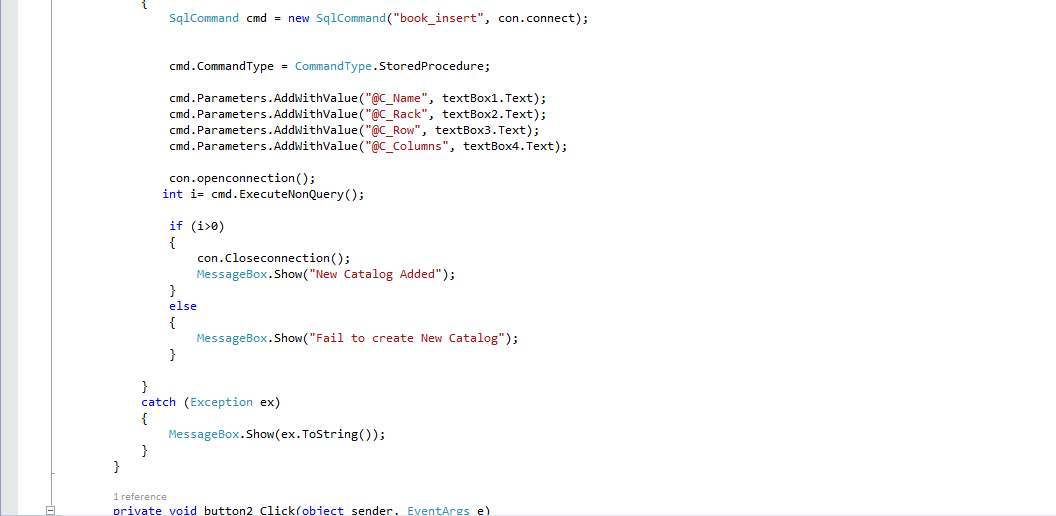 {
SqlCommand cmd = new SqlCommand("book_insert", con.connect);
cmd.CommandType = CommandType.StoredProcedure;
cmd.Parameters.AddWithValue("@C_Name", textBox1.Text);
cmd.Parameters.AddWithValue("@C_Rack", textBox2.Text);
cmd.Parameters.AddWithValue("@C_Row", textBox3.Text);
cmd.Parameters.AddWithValue("@C_Columns", textBox4.Text);
con.openconnection();
int i= cmd.ExecuteNonQuery();
if (i>0)
{
con.Closeconnection();
MessageBox.Show("New Catalog Added");
}
else
{
MessageBox.Show("Fail to create New Catalog");
}
}
catch (Exception ex)
{
MessageBox.Show(ex.ToString());
}
}
1 reference
private void button2_Click(object sender, EventArgs e)